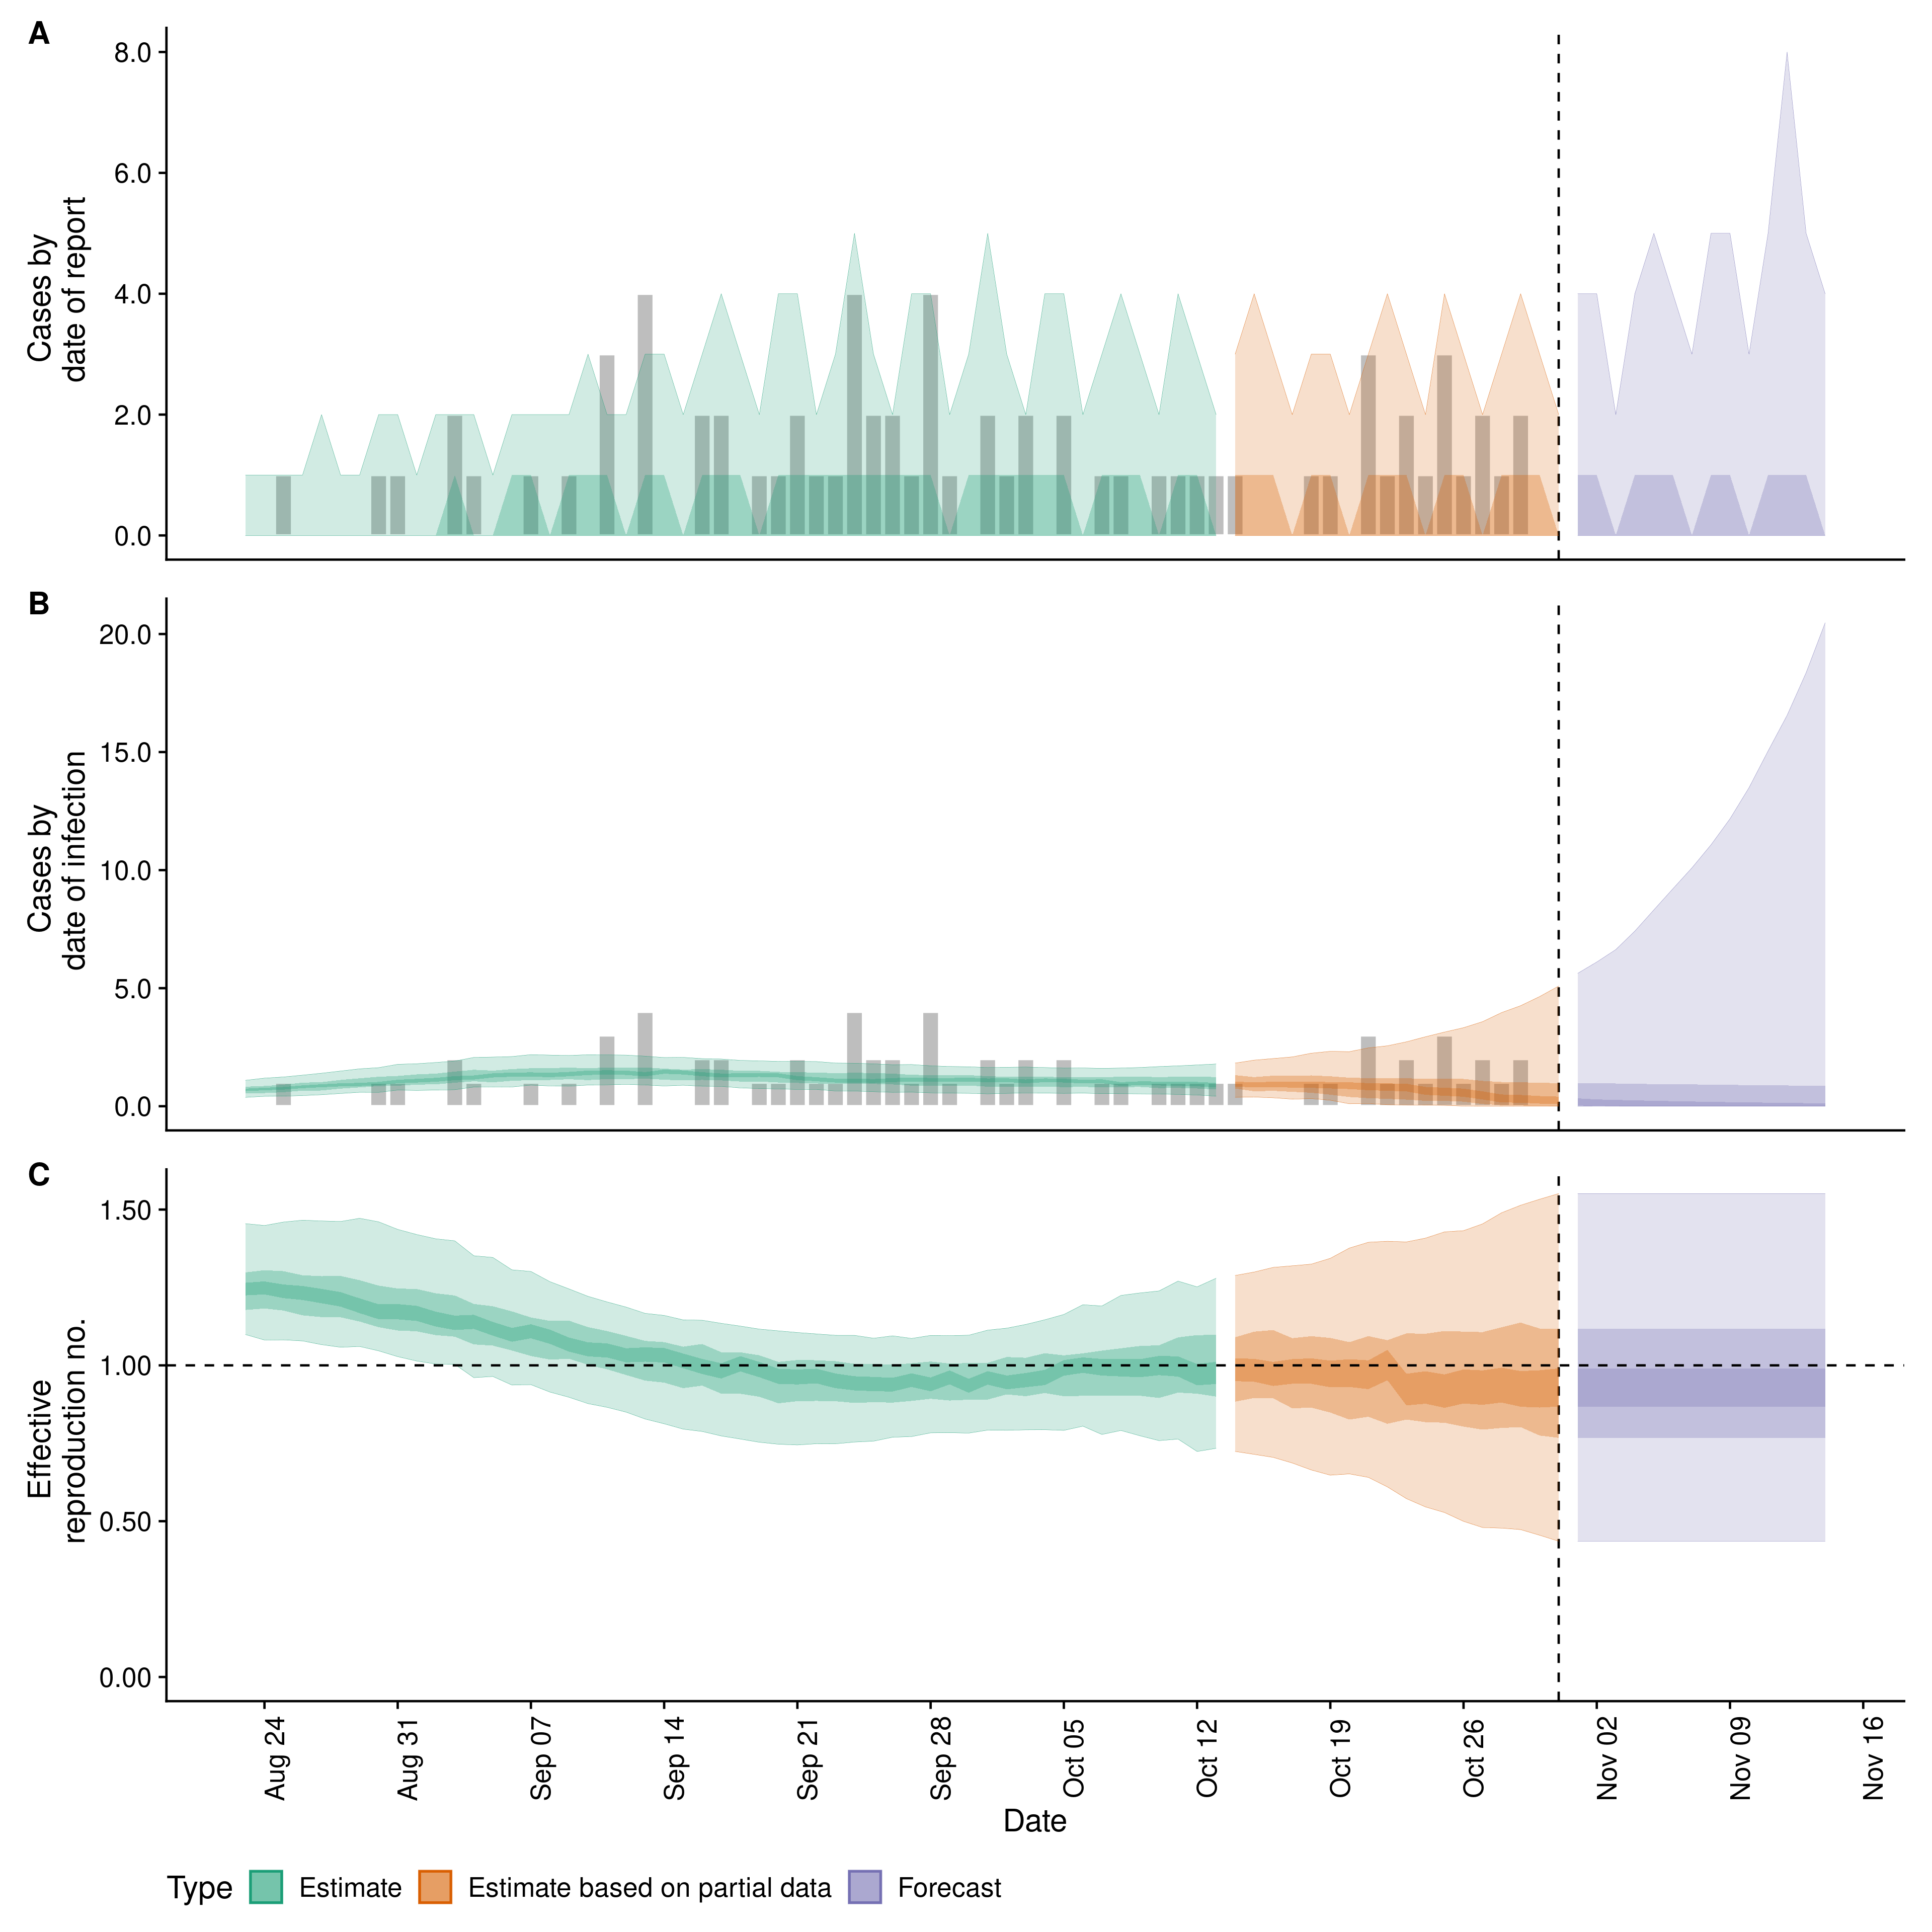 A
8.0
6.0
4.0
2.0
0.0
Cases by
date of report
B
20.0
15.0
10.0
5.0
0.0
Cases by
date of infection
C
1.50
1.00
0.50
0.00
Effective
reproduction no.
Aug 24
Aug 31
Sep 07
Sep 14
Sep 21
Sep 28
Oct 05
Oct 12
Oct 19
Oct 26
Nov 02
Nov 09
Nov 16
Date
Type Estimate Estimate based on partial data Forecast